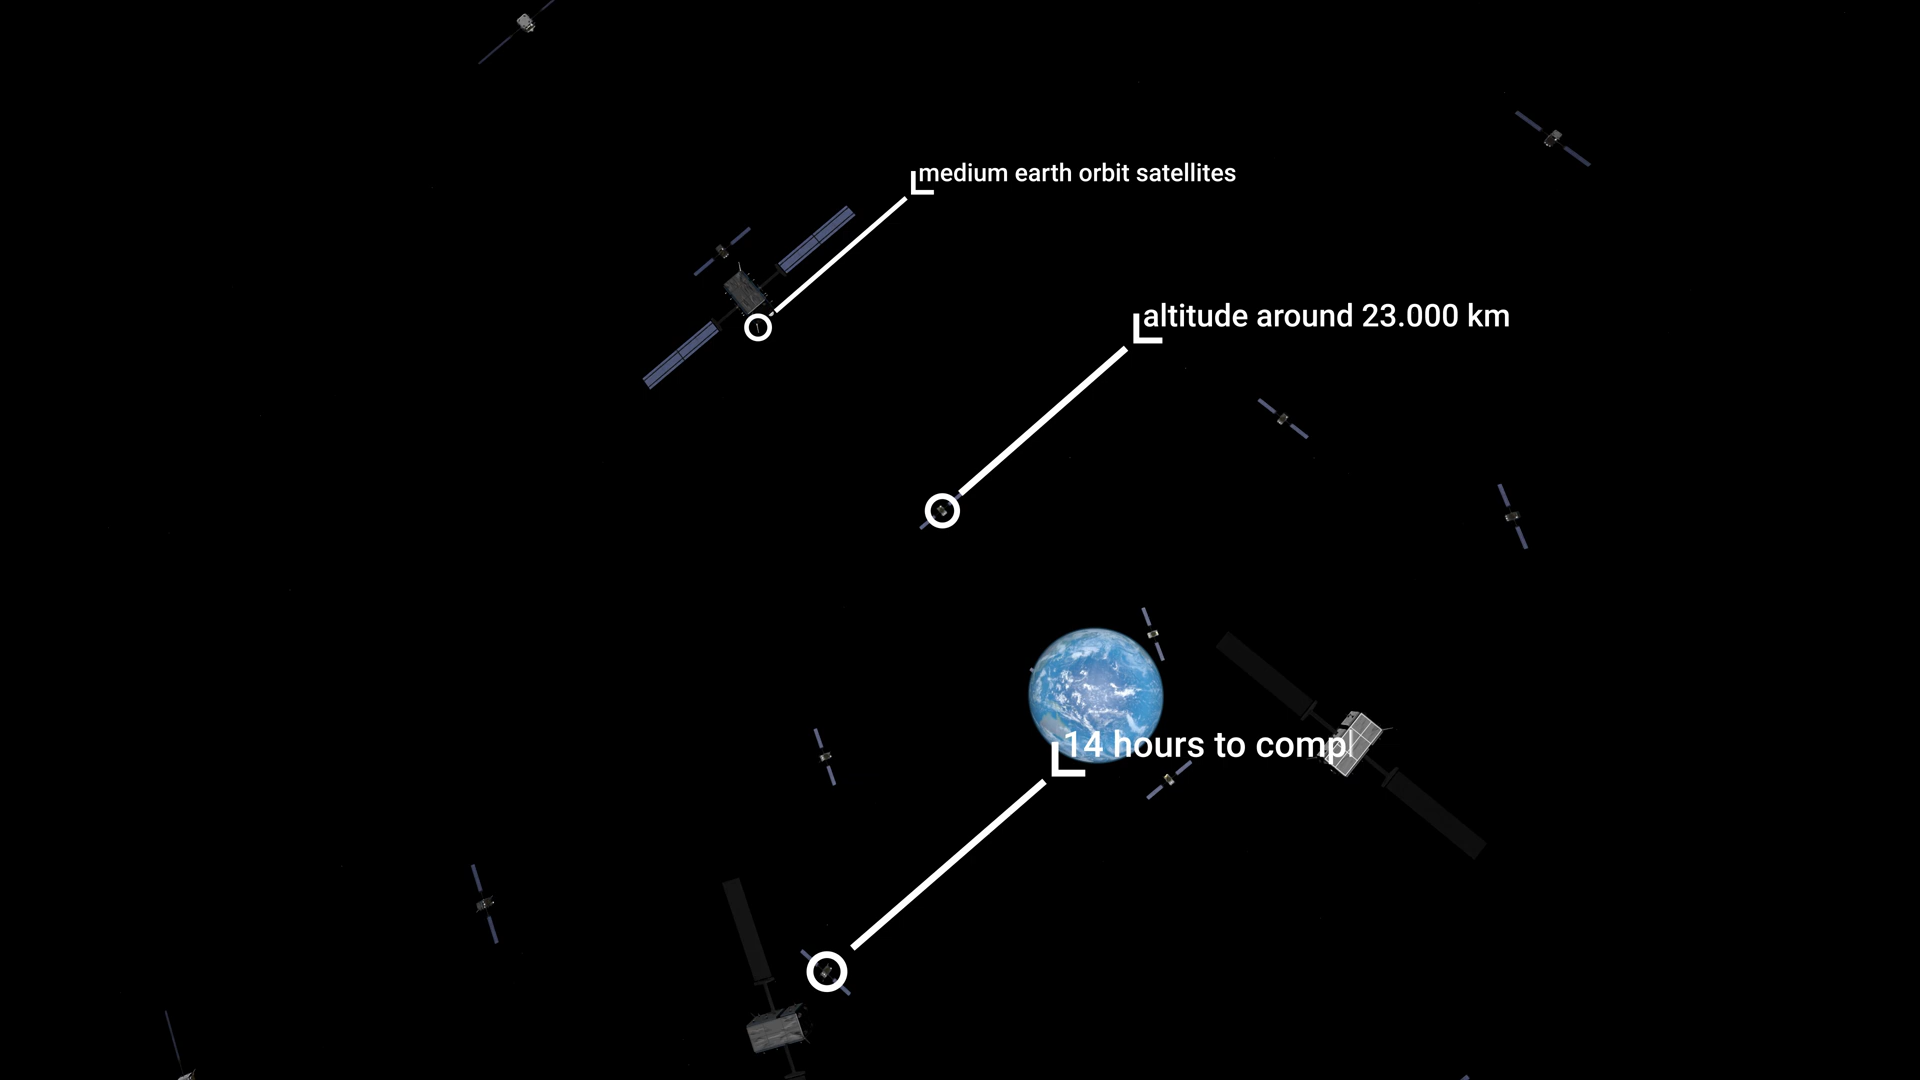 medium earth orbit satellites
altitude around 23.000 km
14 hours to compl